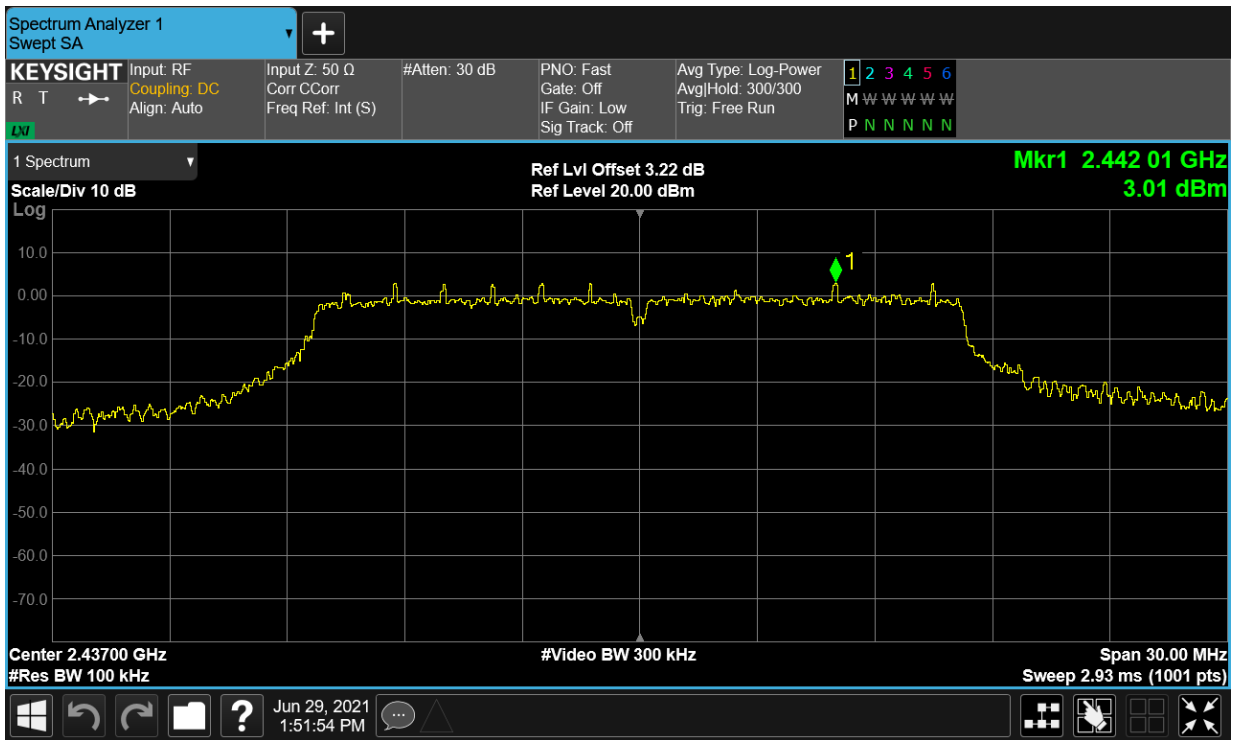 Spectrum Analyzer 1
Swept SA
KEYSIGHT
R T
LXI
Input: RF
Coupling: DC
Align: Auto
Input Z: 50 Ω
Corr CCorr
Freq Ref: Int (S)
#Atten: 30 dB
PNO: Fast
Gate: Off
IF Gain: Low
Sig Track: Off
Avg Type: Log-Power
Avg|Hold: 300/300
Trig: Free Run
1 2 3 4 5 6
M W W W W W
P N N N N N
1 Spectrum
Scale/Div 10 dB
Log
Ref Lvl Offset 3.22 dB
Ref Level 20.00 dBm
Mkr1 2.442 01 GHz
3.01 dBm
1
10.0
0.00
-10.0
-20.0
-30.0
-40.0
-50.0
-60.0
-70.0
Center 2.43700 GHz
#Res BW 100 kHz
#Video BW 300 kHz
Span 30.00 MHz
Sweep 2.93 ms (1001 pts)
?
Jun 29, 2021
1:51:54 PM